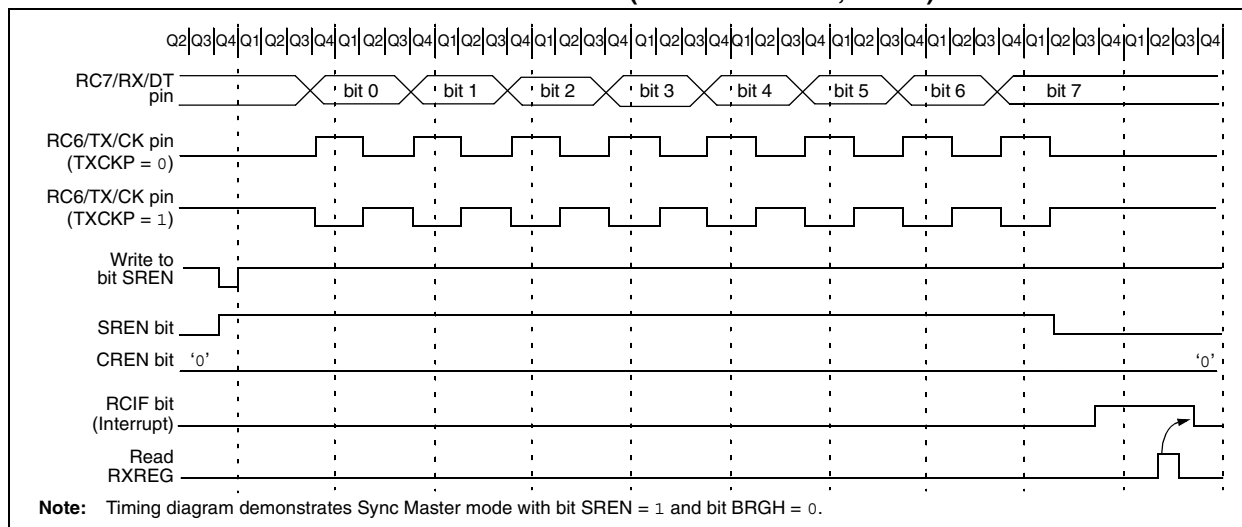 Q2 Q3 Q4 Q1 Q2 Q3 Q4 Q1 Q2 Q3 Q4 Q1 Q2 Q3 Q4 Q1 Q2 Q3 Q4 Q1 Q2 Q3 Q4 Q1 Q2 Q3 Q4 Q1 Q2 Q3 Q4 Q1 Q2 Q3 Q4 Q1 Q2 Q3 Q4 Q1 Q2 Q3 Q4
RC7/RX/DT
pin
bit 0 bit 1 bit 2 bit 3 bit 4 bit 5 bit 6 bit 7
RC6/TX/CK pin
(TXCKP = 0)
RC6/TX/CK pin
(TXCKP = 1)
Write to
bit SREN
SREN bit
CREN bit ‘0’ ‘0’
RCIF bit
(Interrupt)
Read
RXREG
Note: Timing diagram demonstrates Sync Master mode with bit SREN = 1 and bit BRGH = 0.